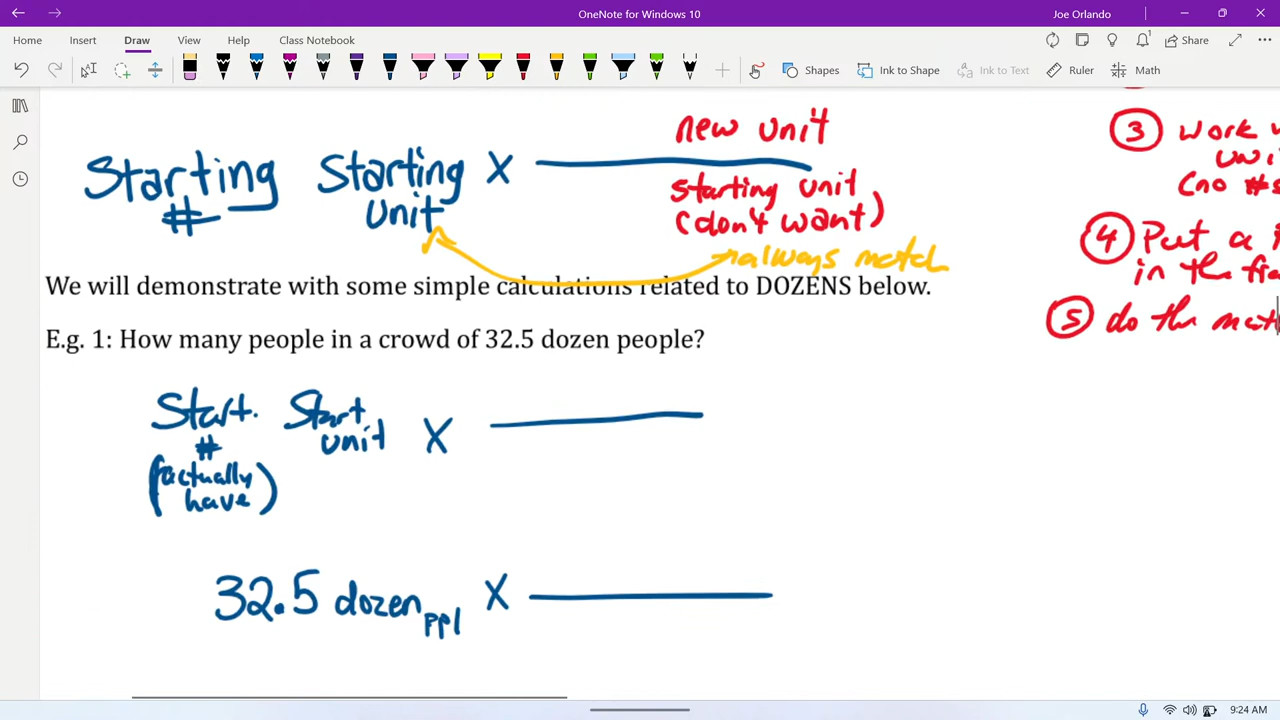 OneNote for Windows 10
Joe Orlando
Home Insert Draw View Help Class Notebook
Share
Shapes Ink to Shape Ink to Text Ruler Math
new unit
Starting Starting X
# Unit
starting unit
(don't want)
always match
3 work
uni
(no #s
4 Put a
in the fra
5 do the mat
We will demonstrate with some simple calculations related to DOZENS below.
E.g. 1: How many people in a crowd of 32.5 dozen people?
Start. Start X
# unit
(actually
have)
32.5 dozen ppl X
9:24 AM